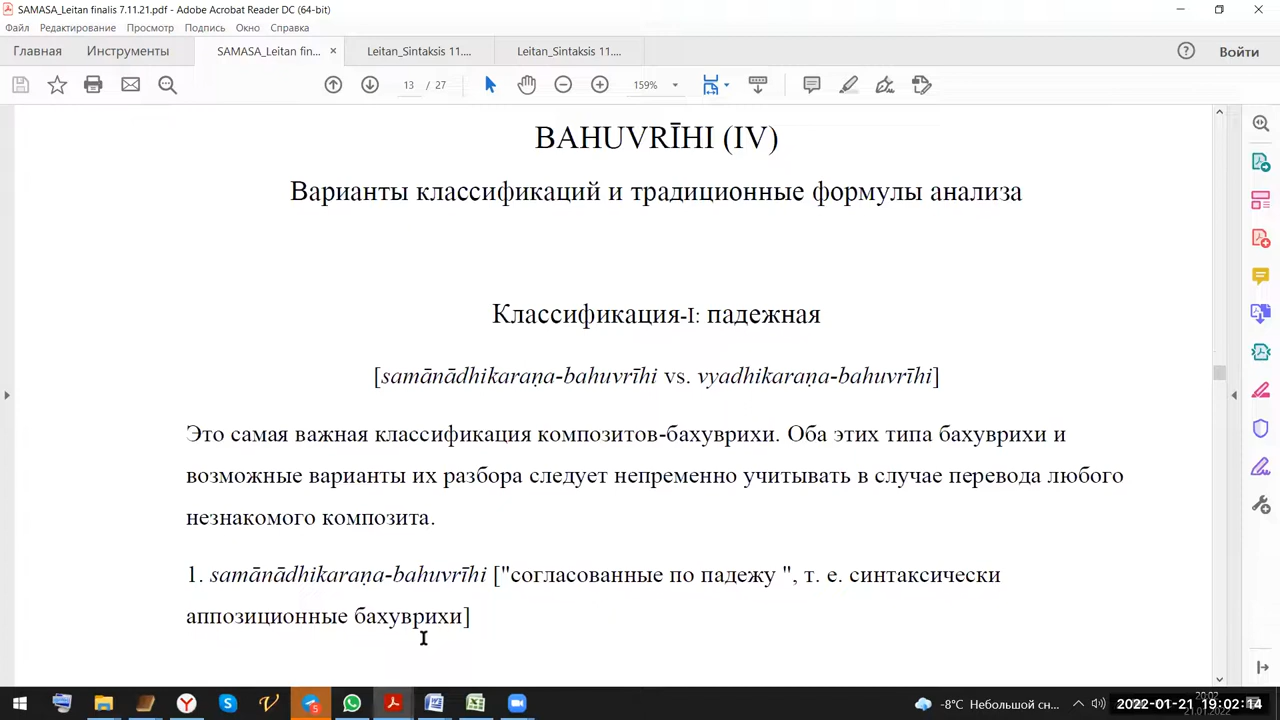 SAMASA_Leitan finalis 7.11.21.pdf - Adobe Acrobat Reader DC (64-bit)
Файл Редактирование Просмотр Подпись Окно Справка
Главная Инструменты SAMASA_Leitan fin... × Leitan_Sintaksis 11.... Leitan_Sintaksis 11.... Войти
13 / 27 159%
BAHUVRĪHI (IV)
Варианты классификаций и традиционные формулы анализа
Классификация-I: падежная
[samānādhikaraṇa-bahuvrīhi vs. vyadhikaraṇa-bahuvrīhi]
Это самая важная классификация композитов-бахуврихи. Оба этих типа бахуврихи и
возможные варианты их разбора следует непременно учитывать в случае перевода любого
незнакомого композита.
1. samānādhikaraṇa-bahuvrīhi ["согласованные по падежу ", т. е. синтаксически
аппозиционные бахуврихи]
-8°C Небольшой сн... 2022-01-21 19:02:14